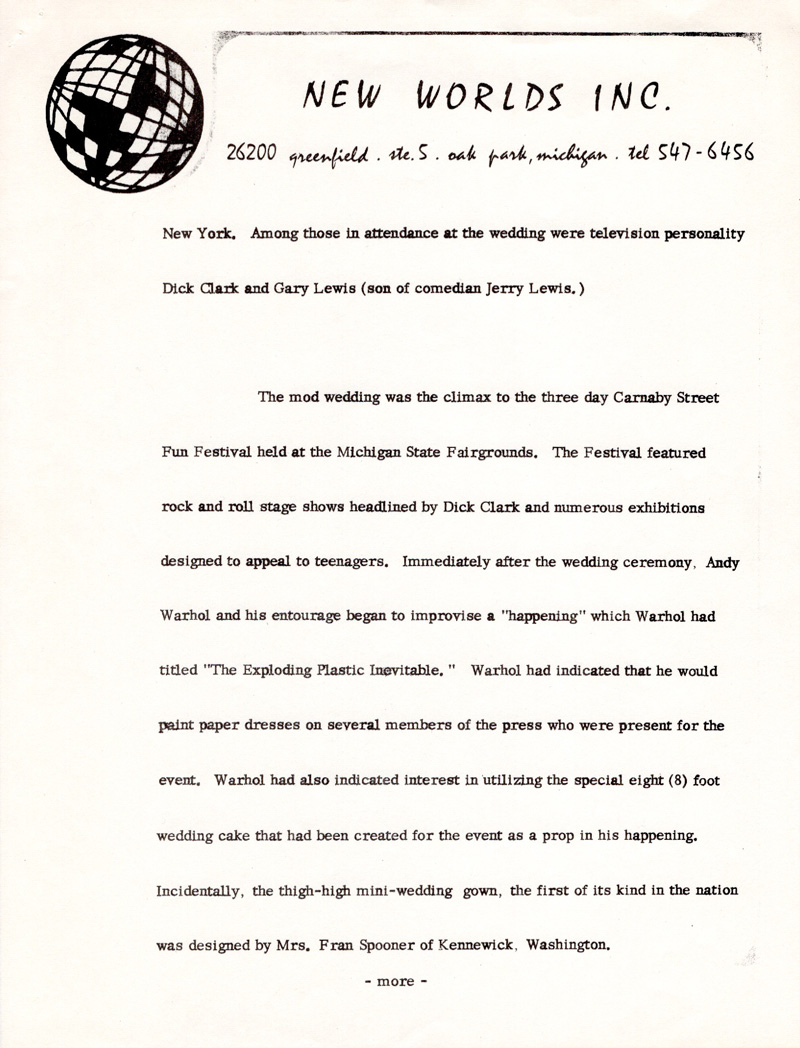 NEW WORLDS INC.
26200 greenfield . ste. 5 . oak park, michigan . tel 547-6456
New York. Among those in attendance at the wedding were television personality
Dick Clark and Gary Lewis (son of comedian Jerry Lewis.)
The mod wedding was the climax to the three day Carnaby Street
Fun Festival held at the Michigan State Fairgrounds. The Festival featured
rock and roll stage shows headlined by Dick Clark and numerous exhibitions
designed to appeal to teenagers. Immediately after the wedding ceremony, Andy
Warhol and his entourage began to improvise a "happening" which Warhol had
titled "The Exploding Plastic Inevitable. " Warhol had indicated that he would
paint paper dresses on several members of the press who were present for the
event. Warhol had also indicated interest in utilizing the special eight (8) foot
wedding cake that had been created for the event as a prop in his happening.
Incidentally, the thigh-high mini-wedding gown, the first of its kind in the nation
was designed by Mrs. Fran Spooner of Kennewick, Washington.
- more -